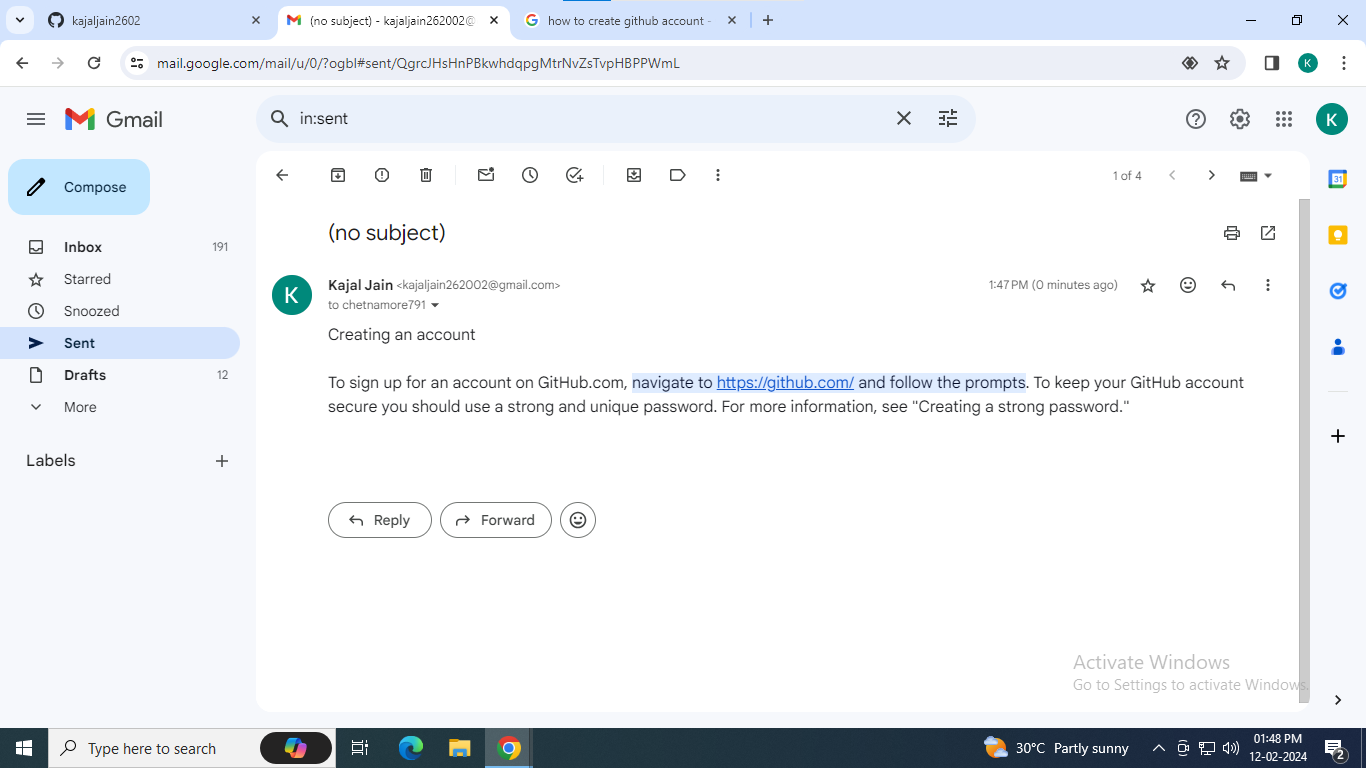 kajaljain2602
(no subject) - kajaljain262002@
how to create github account -
mail.google.com/mail/u/0/?ogbl#sent/QgrcJHsHnPBkwhdqpgMtrNvZsTvpHBPPWmL
K
Gmail
in:sent
K
Compose
1 of 4
31
(no subject)
Inbox 191
Starred
Snoozed
Sent
Drafts 12
More
Labels
K
Kajal Jain <kajaljain262002@gmail.com>
1:47 PM (0 minutes ago)
to chetnamore791
Creating an account
To sign up for an account on GitHub.com, navigate to https://github.com/ and follow the prompts. To keep your GitHub account
secure you should use a strong and unique password. For more information, see "Creating a strong password."
Reply
Forward
Activate Windows
Go to Settings to activate Windows.
Type here to search
30°C Partly sunny
01:48 PM
12-02-2024
2